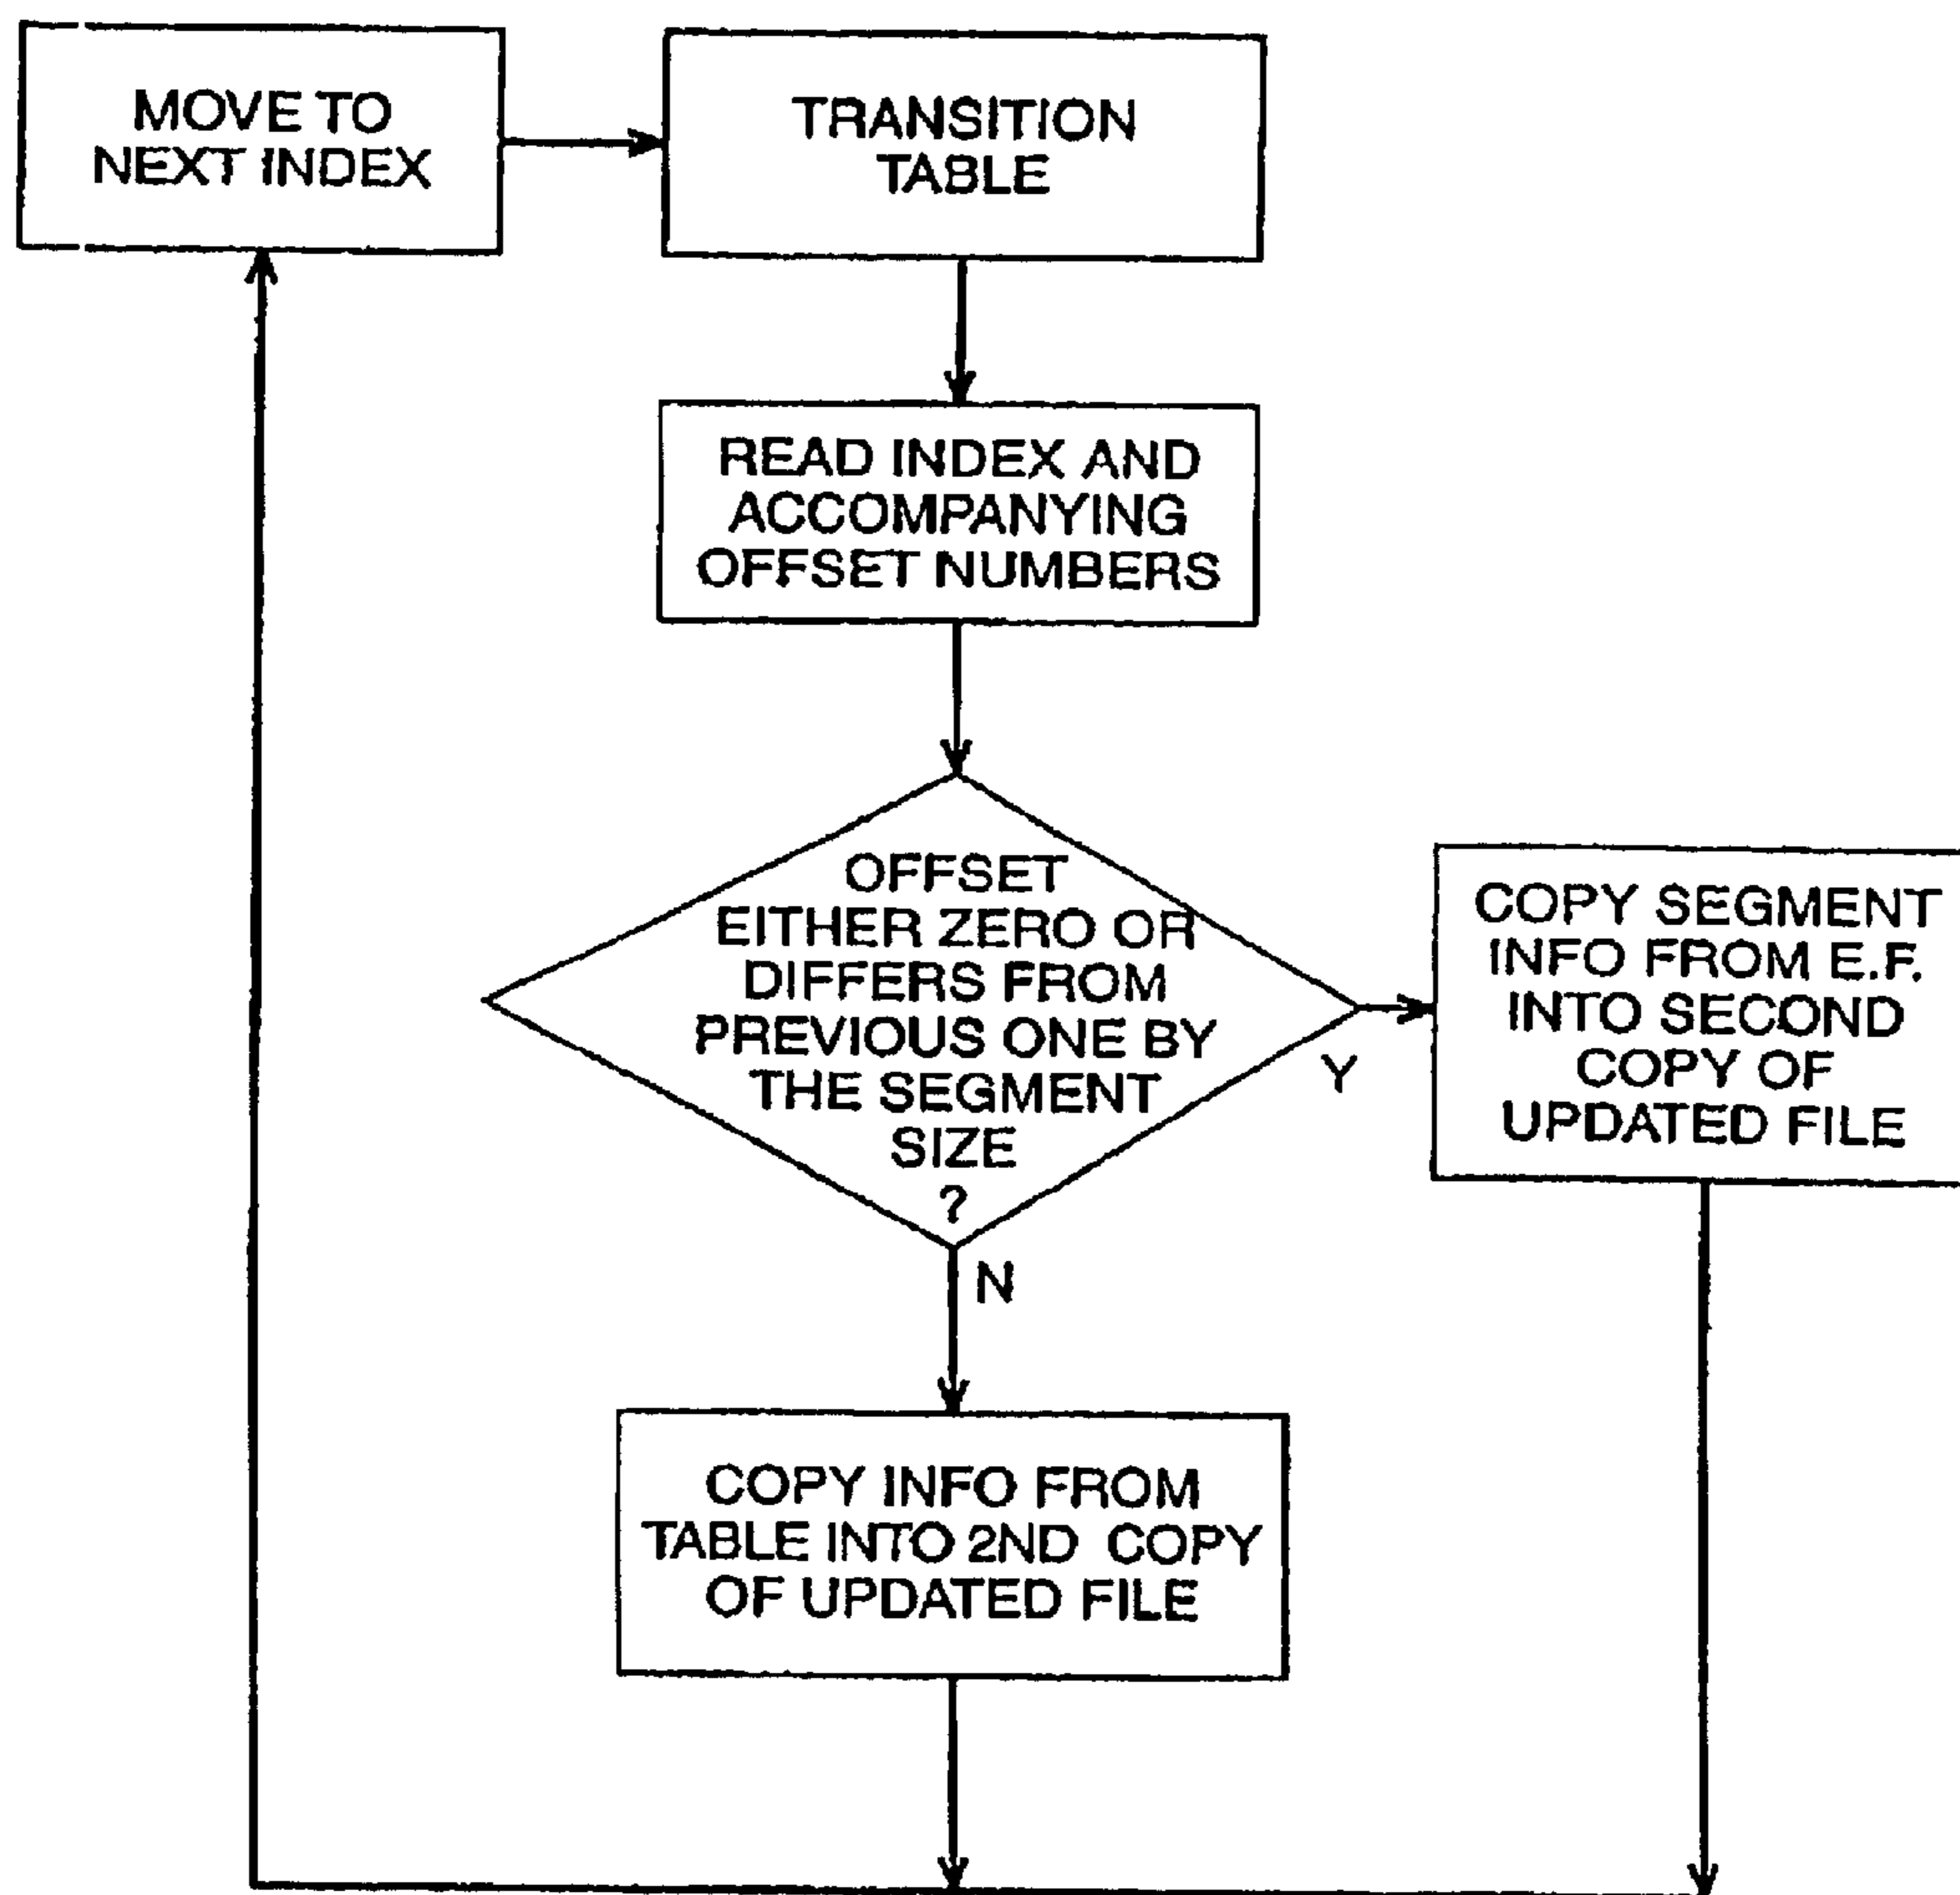 MOVE TO
NEXT INDEX
TRANSITION
TABLE
READ INDEX AND
ACCOMPANYING
OFFSET NUMBERS
OFFSET
EITHER ZERO OR
DIFFERS FROM
PREVIOUS ONE BY
THE SEGMENT
SIZE
?
Y
COPY SEGMENT
INFO FROM E.F.
INTO SECOND
COPY OF
UPDATED FILE
N
COPY INFO FROM
TABLE INTO 2ND COPY
OF UPDATED FILE